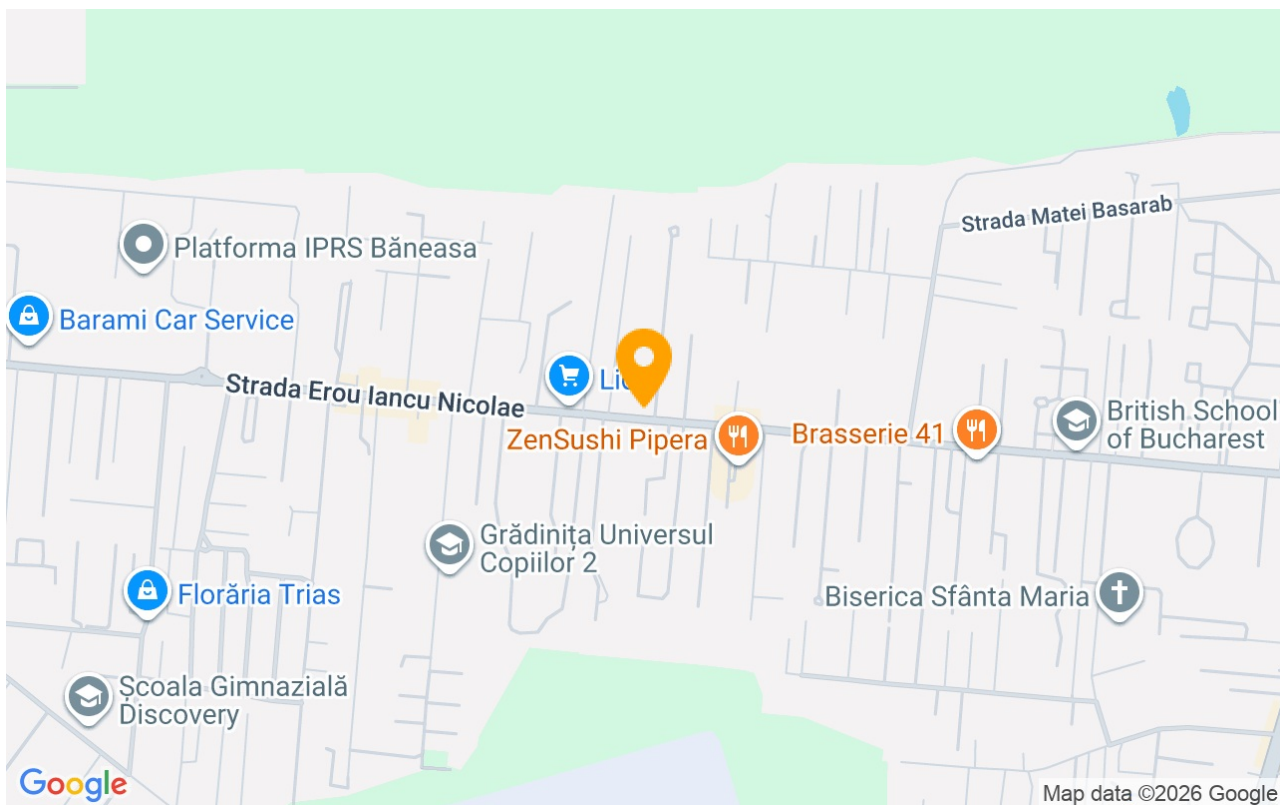 Strada Matei Basarab
Platforma IPRS Băneasa
Barami Car Service
Strada Erou Iancu Nicolae
British School
of Bucharest
Brasserie 41
ZenSushi Pipera
Grădinița Universul
Copiilor 2
Florăria Trias
Biserica Sfânta Maria
Școala Gimnazială
Discovery
Google
Map data ©2026 Google